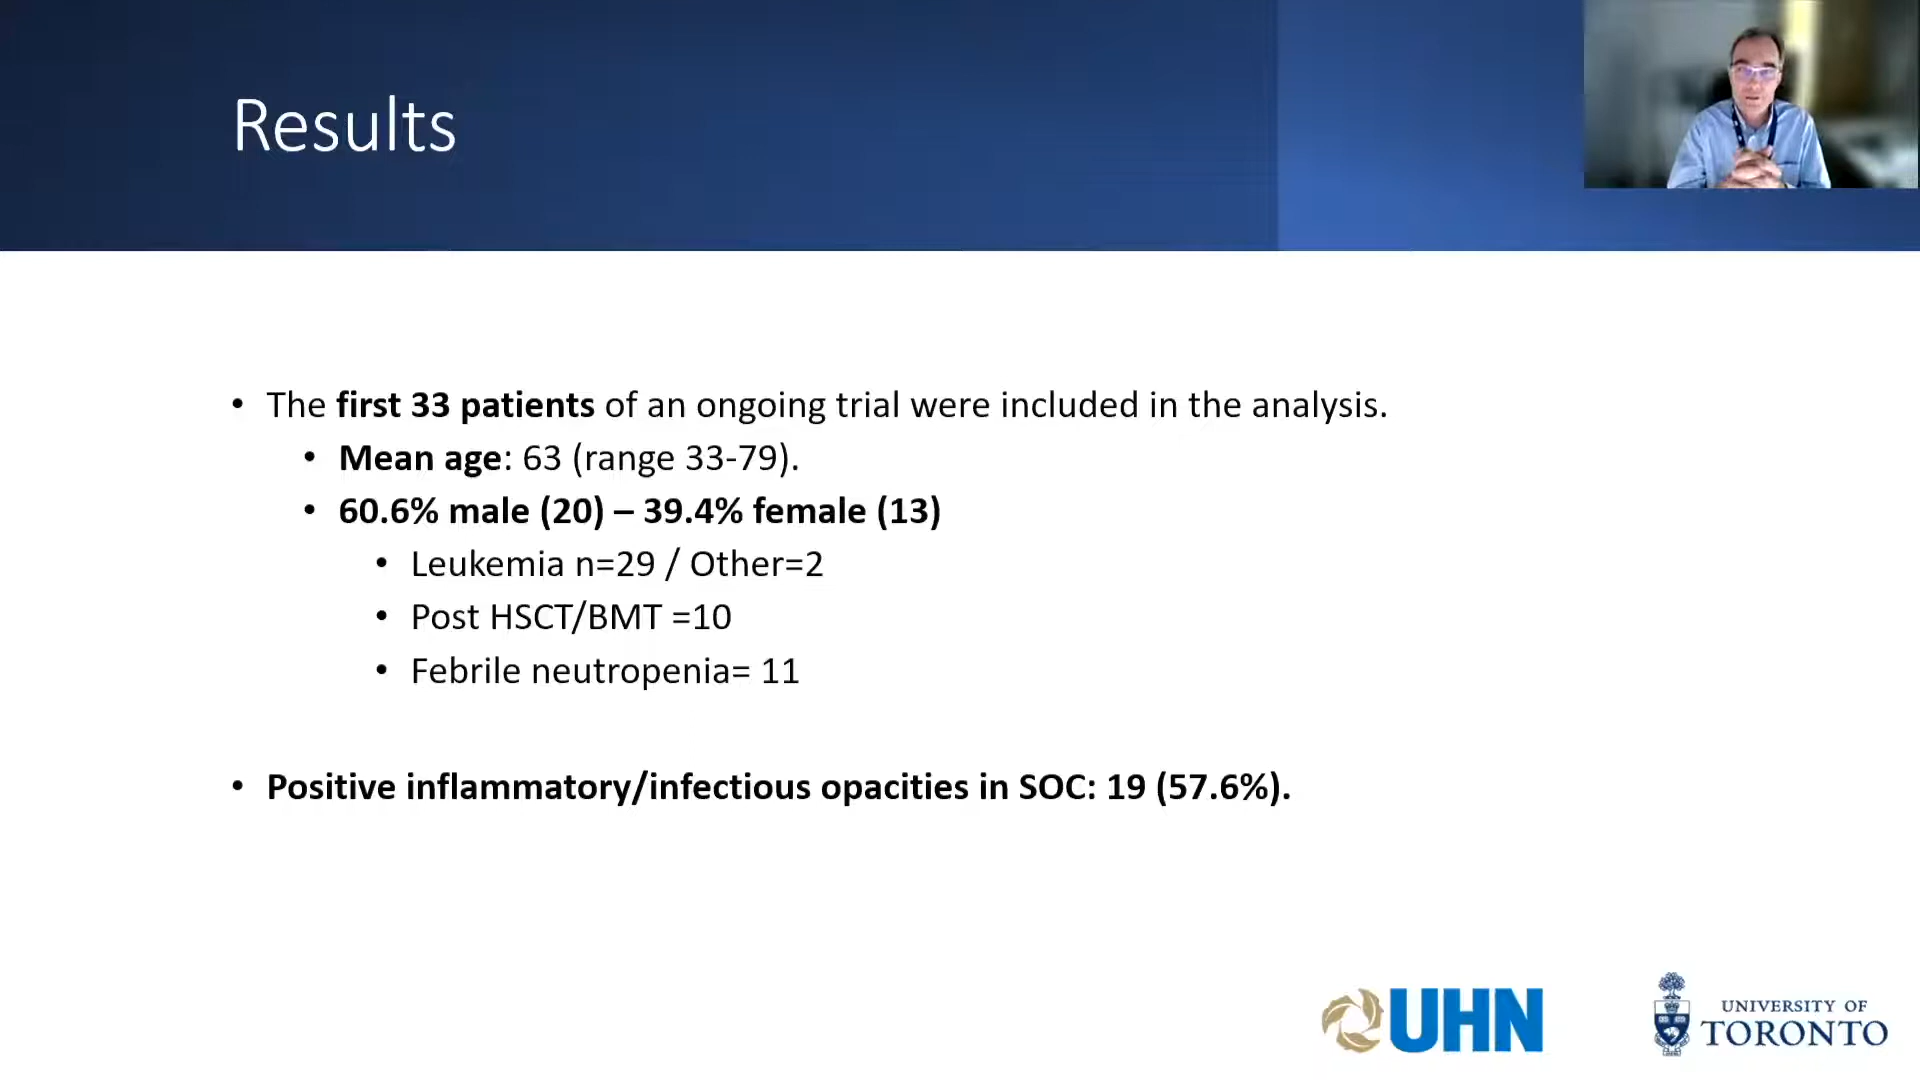 Results
• The first 33 patients of an ongoing trial were included in the analysis.
• Mean age: 63 (range 33-79).
• 60.6% male (20) – 39.4% female (13)
• Leukemia n=29 / Other=2
• Post HSCT/BMT =10
• Febrile neutropenia= 11
• Positive inflammatory/infectious opacities in SOC: 19 (57.6%).
UHN
UNIVERSITY OF
TORONTO